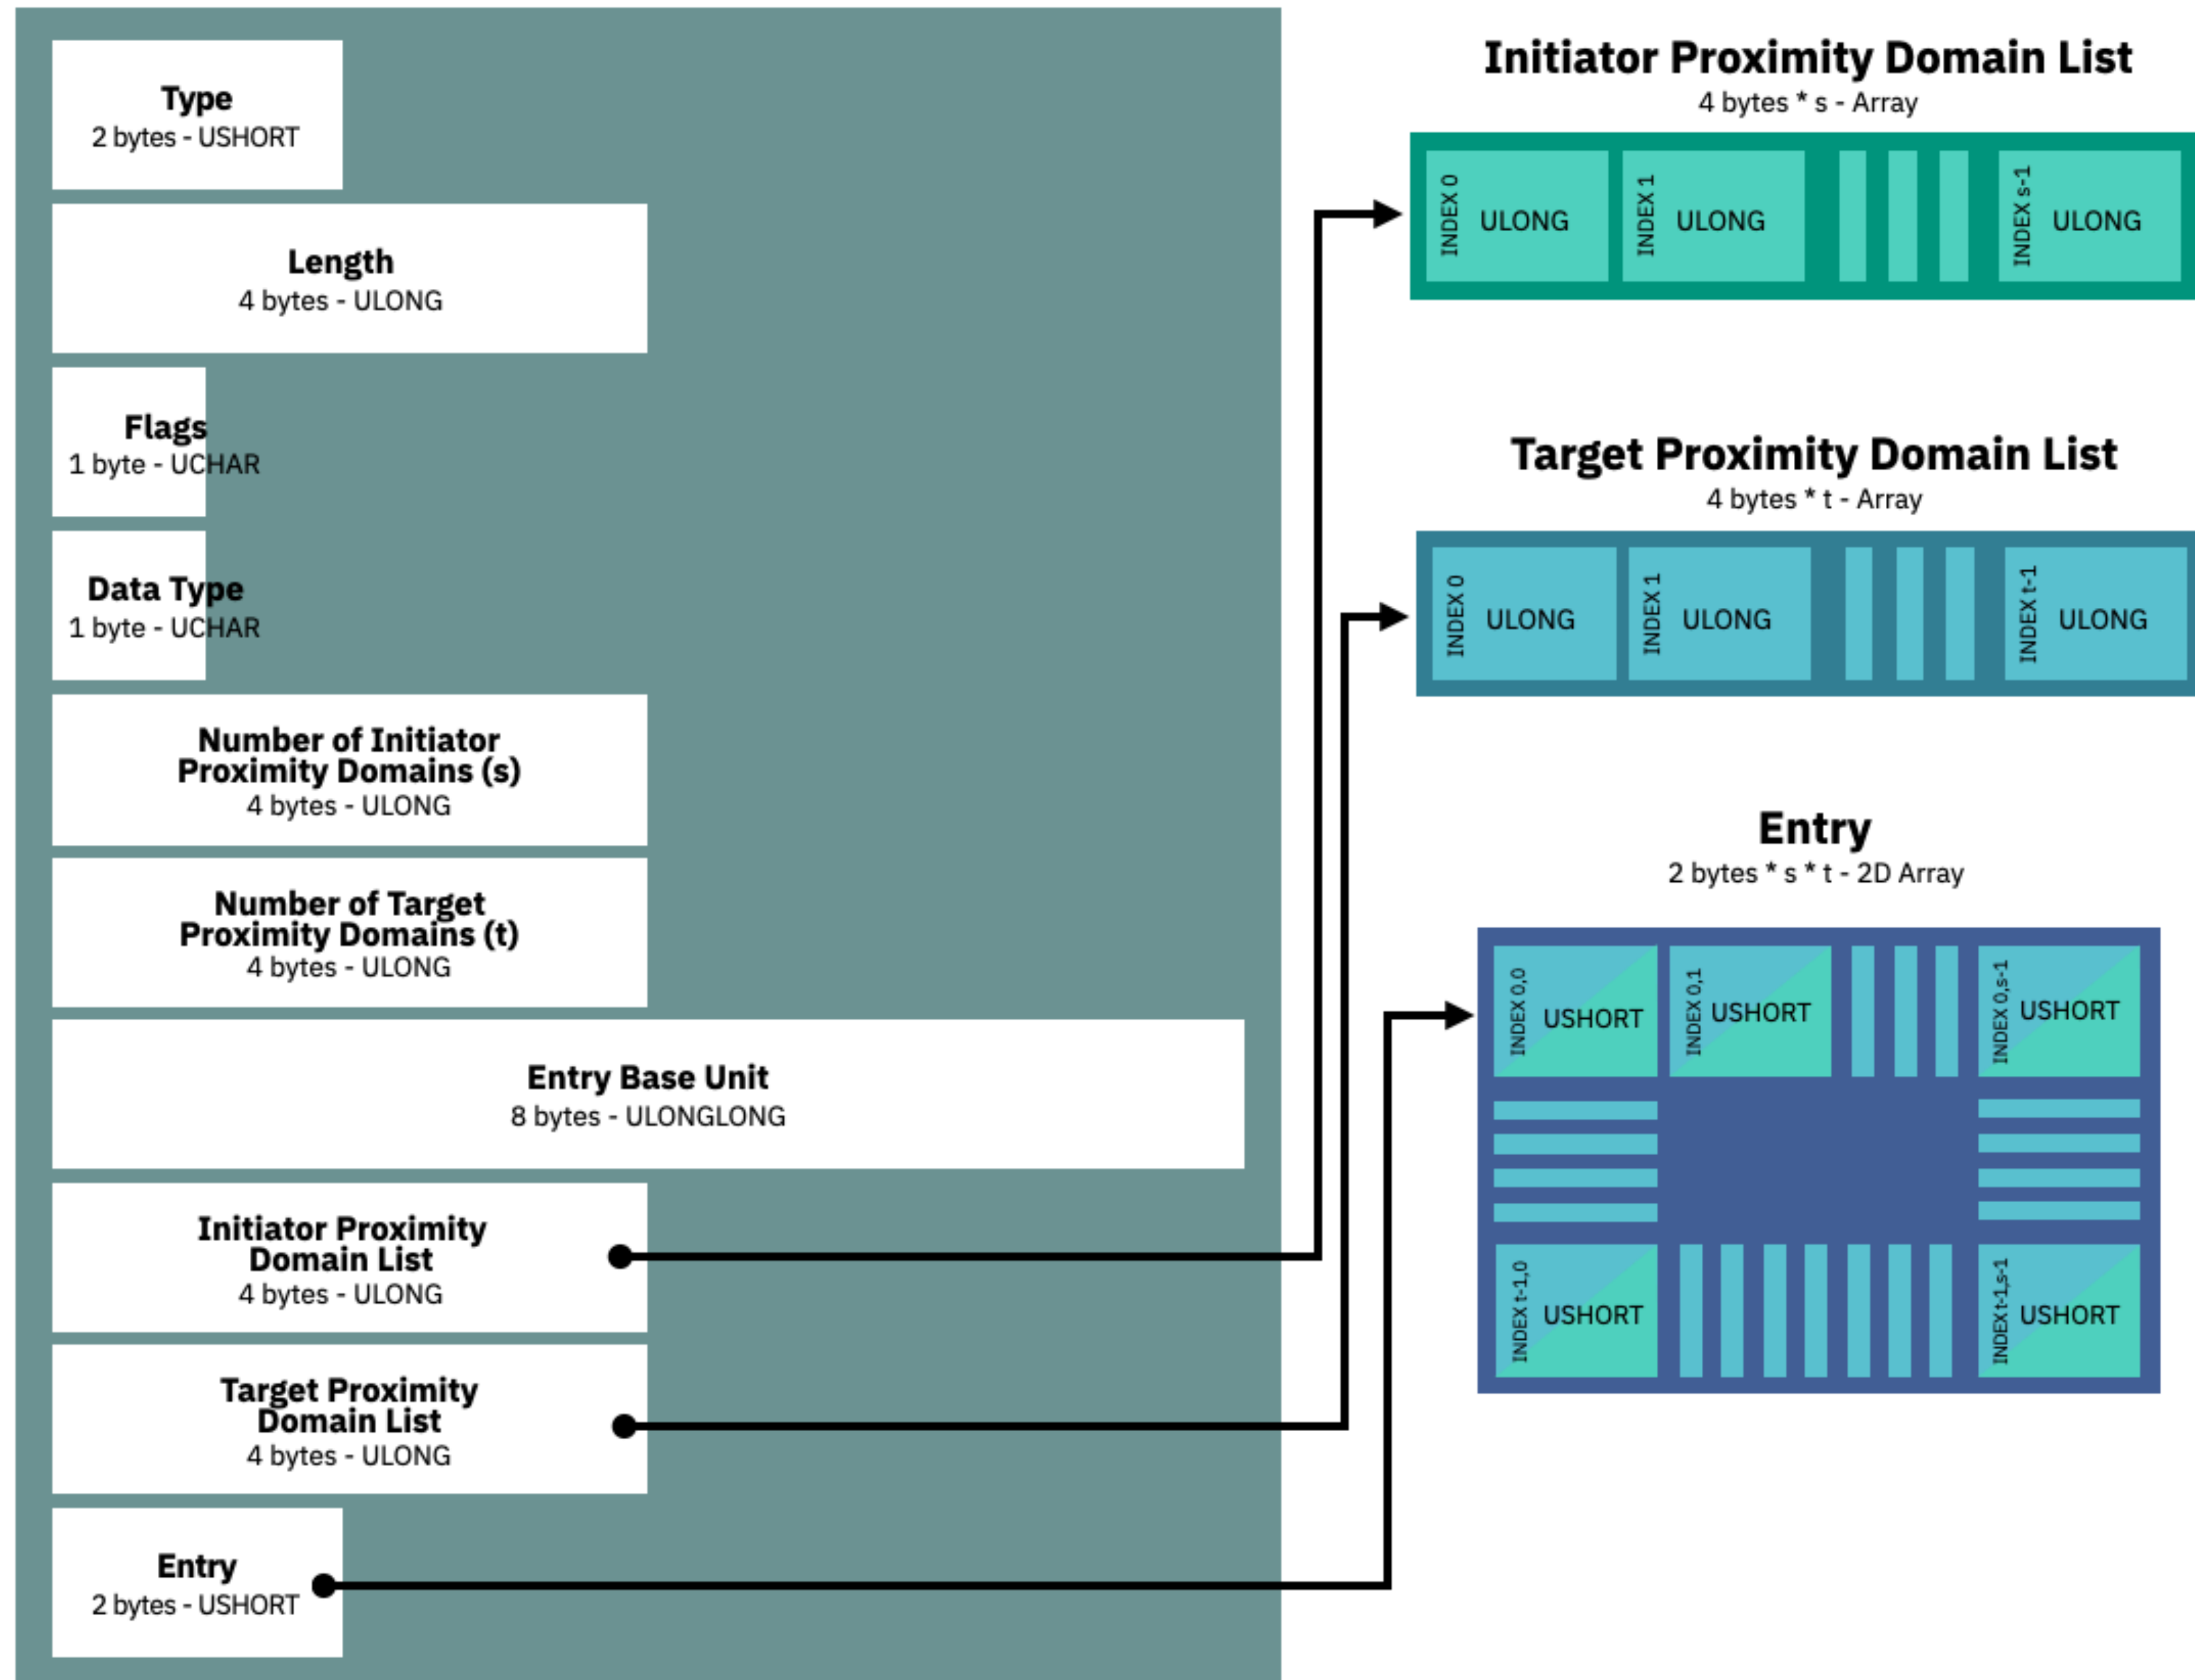 Type
2 bytes - USHORT
Length
4 bytes - ULONG
Flags
1 byte - UCHAR
Data Type
1 byte - UCHAR
Number of Initiator
Proximity Domains (s)
4 bytes - ULONG
Number of Target
Proximity Domains (t)
4 bytes - ULONG
Entry Base Unit
8 bytes - ULONGLONG
Initiator Proximity
Domain List
4 bytes - ULONG
Target Proximity
Domain List
4 bytes - ULONG
Entry
2 bytes - USHORT
Initiator Proximity Domain List
4 bytes * s - Array
INDEX 0
ULONG
INDEX 1
ULONG
INDEX s-1
ULONG
Target Proximity Domain List
4 bytes * t - Array
INDEX 0
ULONG
INDEX 1
ULONG
INDEX t-1
ULONG
Entry
2 bytes * s * t - 2D Array
INDEX 0,0
USHORT
INDEX 0,1
USHORT
INDEX 0,s-1
USHORT
INDEX t-1,0
USHORT
INDEX t-1,s-1
USHORT